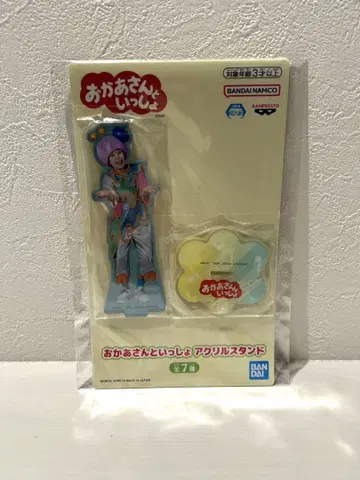 おかあさんと
いっしょ
対象年齢3才以上
BANDAI NAMCO
BANPRESTO
おかあさんと
いっしょ
おかあさんといっしょ アクリルスタンド
全7種
BAN
DAI